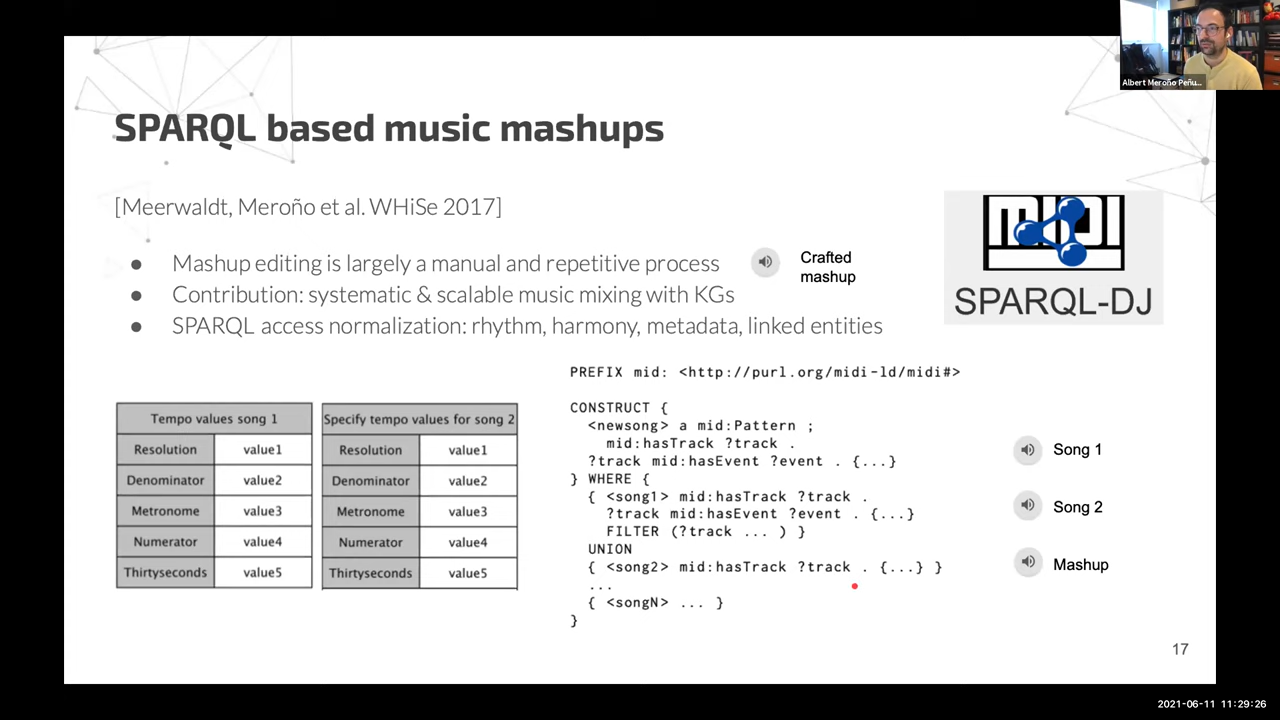 Albert Meroño Peñu...
SPARQL based music mashups
[Meerwaldt, Meroño et al. WHiSe 2017]
● Mashup editing is largely a manual and repetitive process
● Contribution: systematic & scalable music mixing with KGs
● SPARQL access normalization: rhythm, harmony, metadata, linked entities
Crafted
mashup
MIDI
SPARQL-DJ
Tempo values song 1
Resolution value1
Denominator value2
Metronome value3
Numerator value4
Thirtyseconds value5
Specify tempo values for song 2
Resolution value1
Denominator value2
Metronome value3
Numerator value4
Thirtyseconds value5
PREFIX mid: <http://purl.org/midi-ld/midi#>
CONSTRUCT {
<newsong> a mid:Pattern ;
mid:hasTrack ?track .
?track mid:hasEvent ?event . {...}
} WHERE {
{ <song1> mid:hasTrack ?track .
?track mid:hasEvent ?event . {...}
FILTER (?track ... ) }
UNION
{ <song2> mid:hasTrack ?track . {...} }
...
{ <songN> ... }
}
Song 1
Song 2
Mashup
17
2021-06-11 11:29:26